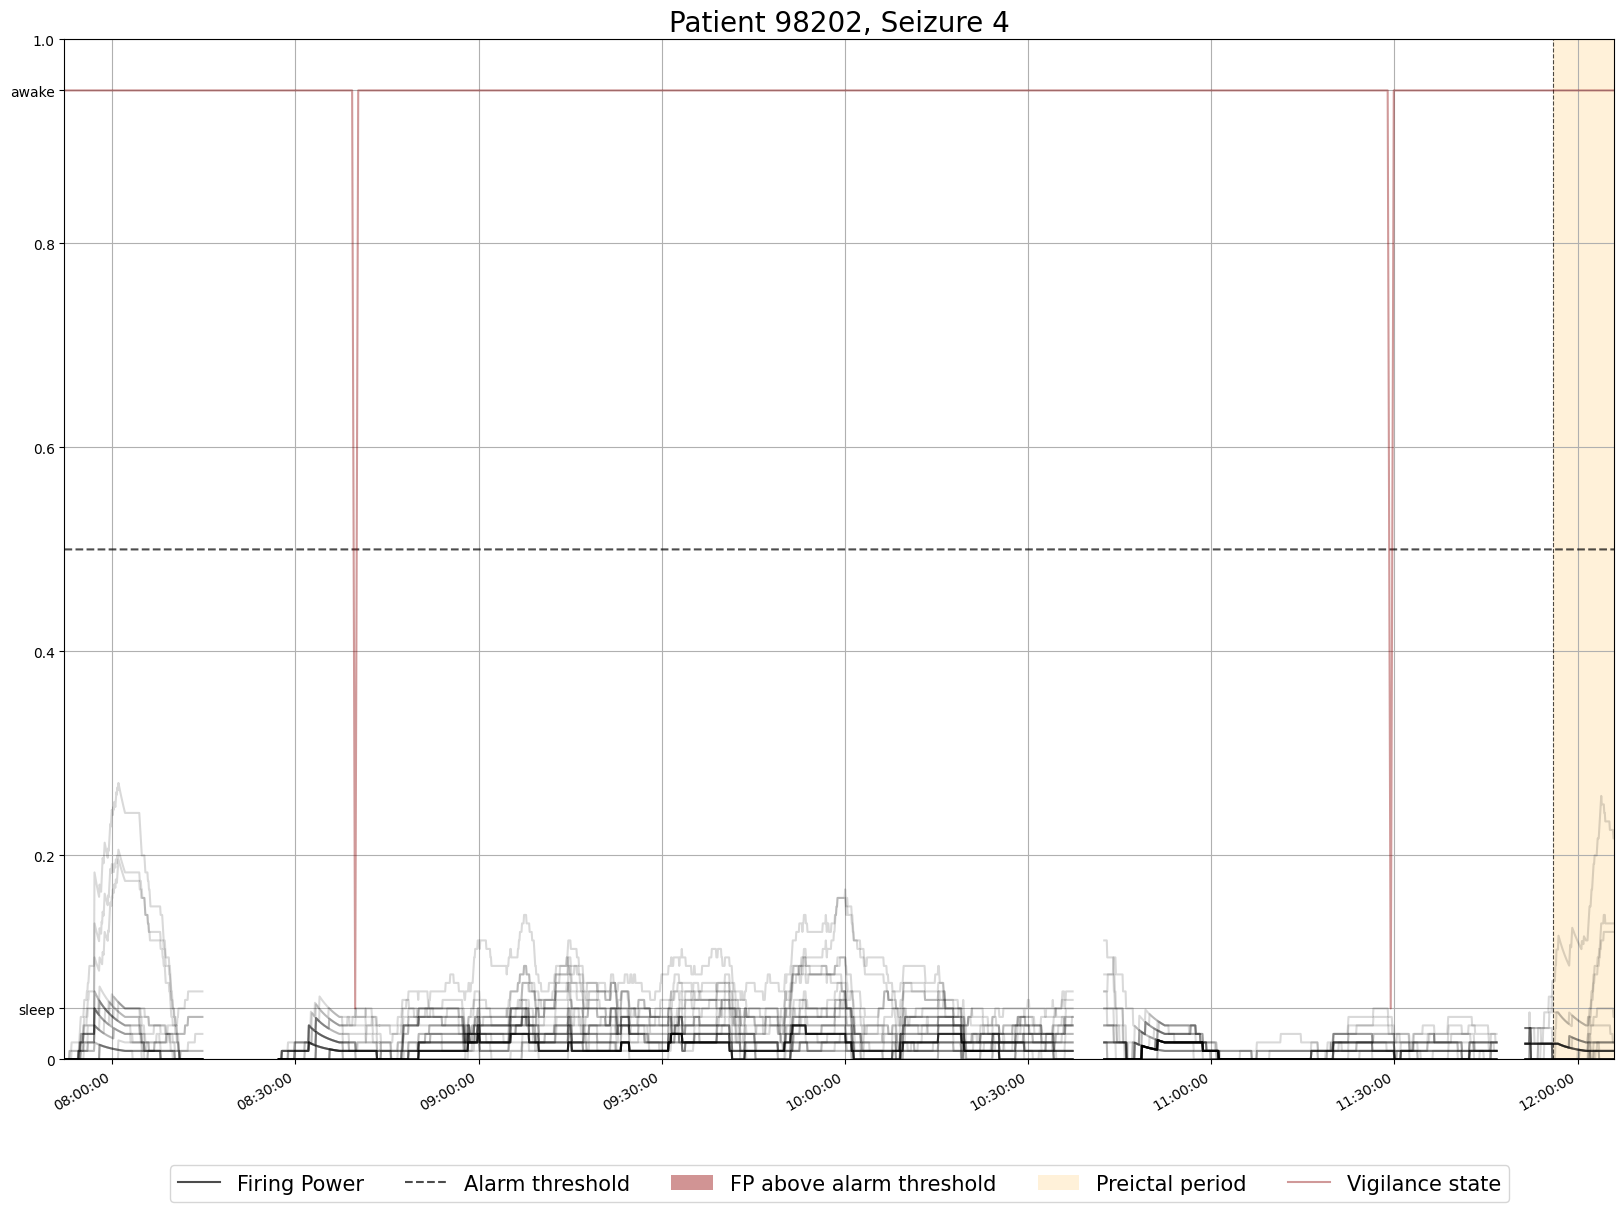 Patient 98202, Seizure 4
1.0
awake
0.8
0.6
0.4
0.2
sleep
0
08:00:00 08:30:00 09:00:00 09:30:00 10:00:00 10:30:00 11:00:00 11:30:00 12:00:00
Firing Power Alarm threshold FP above alarm threshold Preictal period Vigilance state